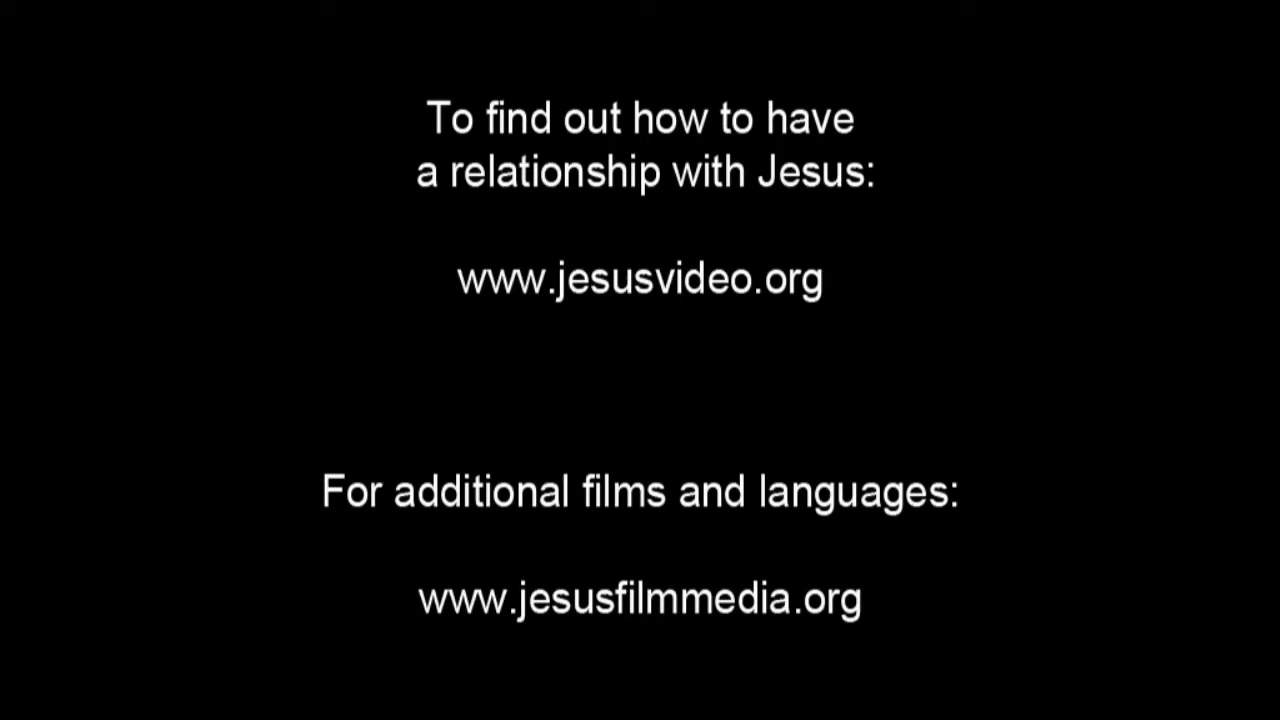 To find out how to have
a relationship with Jesus:
www.jesusvideo.org
For additional films and languages:
www.jesusfilmmedia.org